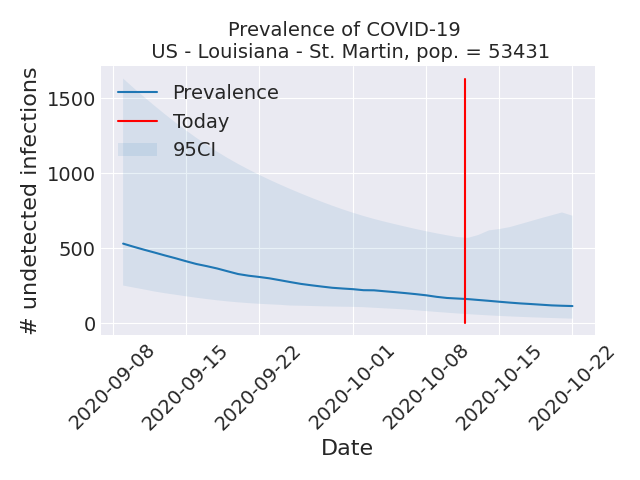 Prevalence of COVID-19
US - Louisiana - St. Martin, pop. = 53431
# undetected infections
1500
1000
500
0
Prevalence
Today
95CI
2020-09-08
2020-09-15
2020-09-22
2020-10-01
2020-10-08
2020-10-15
2020-10-22
Date